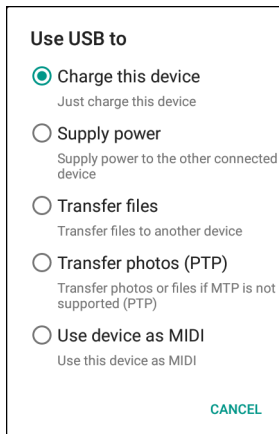 Use USB to
Charge this device
Just charge this device
Supply power
Supply power to the other connected
device
Transfer files
Transfer files to another device
Transfer photos (PTP)
Transfer photos or files if MTP is not
supported (PTP)
Use device as MIDI
Use this device as MIDI
CANCEL